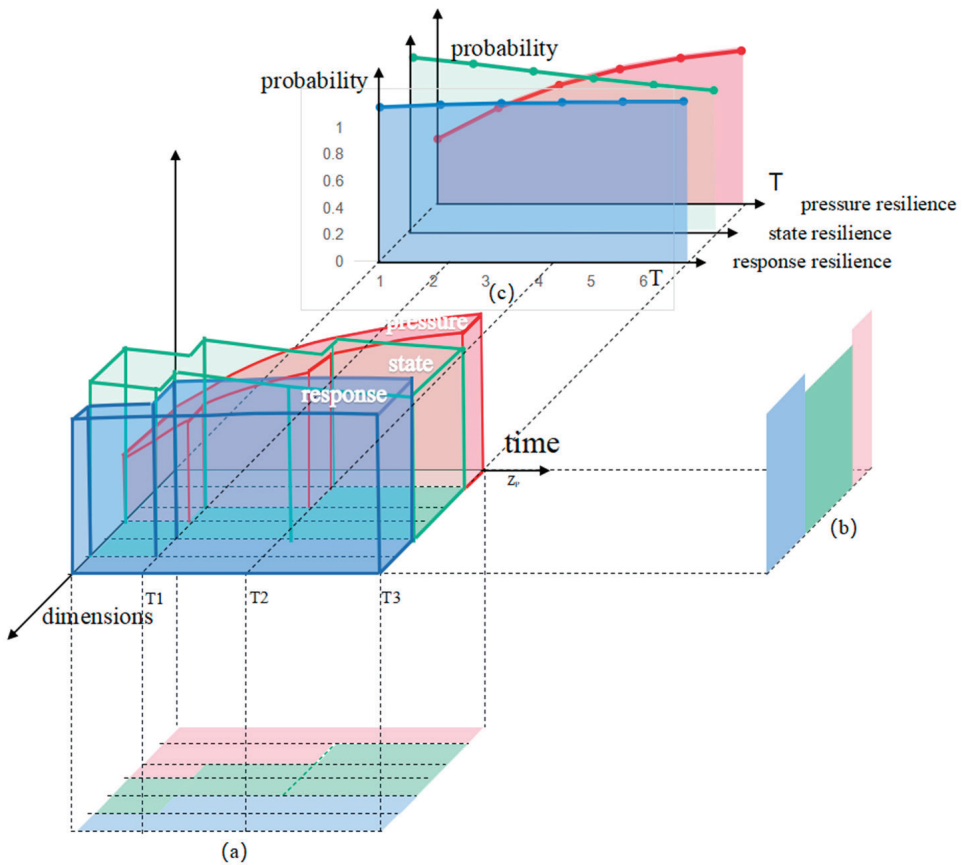 probability
probability
1
0.8
0.6
0.4
0.2
0
T
pressure resilience
state resilience
response resilience
1
2
3
4
5
6
T
(c)
pressure
state
response
time
(b)
T1
T2
T3
dimensions
(a)